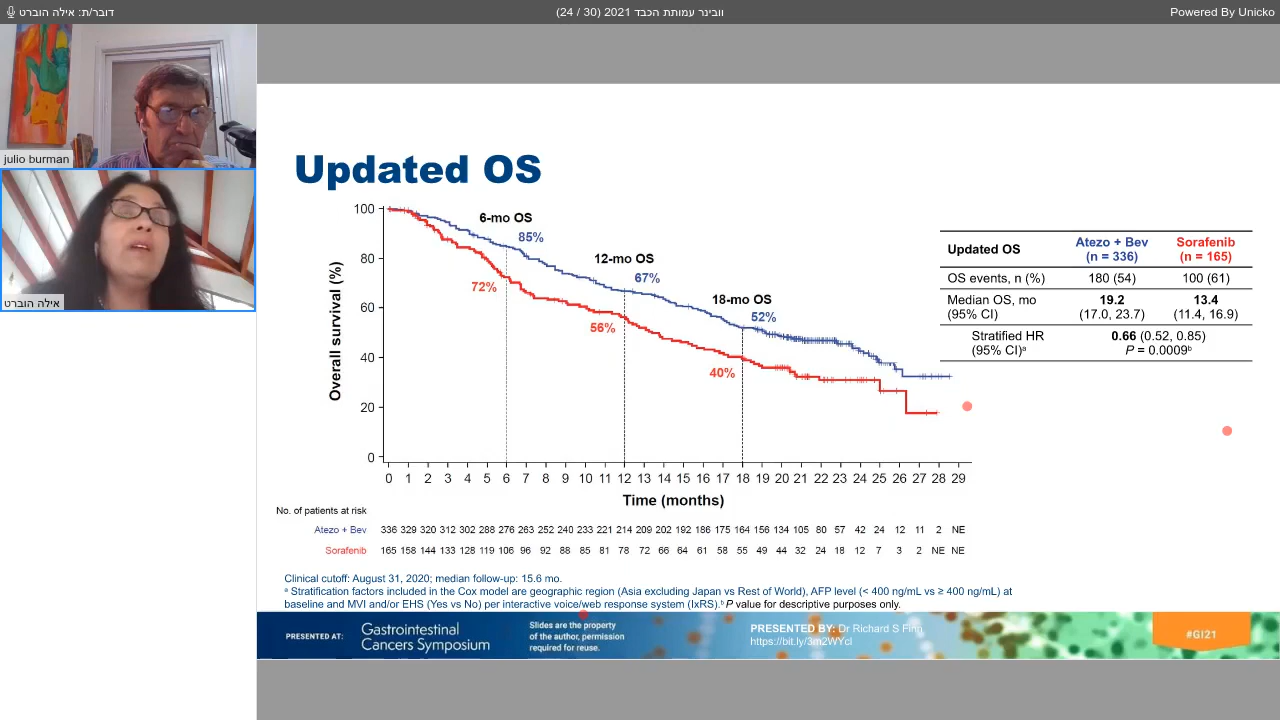 דובר/ת: אילה הוברט
וובינר עמותת הכבד 2021 (30 / 24)
Powered By Unicko
julio burman
אילה הוברט
Updated OS
Overall survival (%)
100
80
60
40
20
0
6-mo OS
85%
72%
12-mo OS
67%
56%
18-mo OS
52%
40%
0 1 2 3 4 5 6 7 8 9 10 11 12 13 14 15 16 17 18 19 20 21 22 23 24 25 26 27 28 29
Time (months)
Updated OS Atezo + Bev (n = 336) Sorafenib (n = 165)
OS events, n (%) 180 (54) 100 (61)
Median OS, mo (95% CI) 19.2 (17.0, 23.7) 13.4 (11.4, 16.9)
Stratified HR (95% CI)ᵃ 0.66 (0.52, 0.85)
P = 0.0009ᵇ
No. of patients at risk
Atezo + Bev 336 329 320 312 302 288 276 263 252 240 233 221 214 209 202 192 186 175 164 156 134 105 80 57 42 24 12 11 2 NE
Sorafenib 165 158 144 133 128 119 106 96 92 88 85 81 78 72 66 64 61 58 55 49 44 32 24 18 12 7 3 2 NE NE
Clinical cutoff: August 31, 2020; median follow-up: 15.6 mo.
ᵃ Stratification factors included in the Cox model are geographic region (Asia excluding Japan vs Rest of World), AFP level (< 400 ng/mL vs ≥ 400 ng/mL) at
baseline and MVI and/or EHS (Yes vs No) per interactive voice/web response system (IxRS).ᵇ P value for descriptive purposes only.
PRESENTED AT:
Gastrointestinal
Cancers Symposium
Slides are the property
of the author, permission
required for reuse.
PRESENTED BY: Dr Richard S Finn
https://bit.ly/3m2WYcl
#GI21